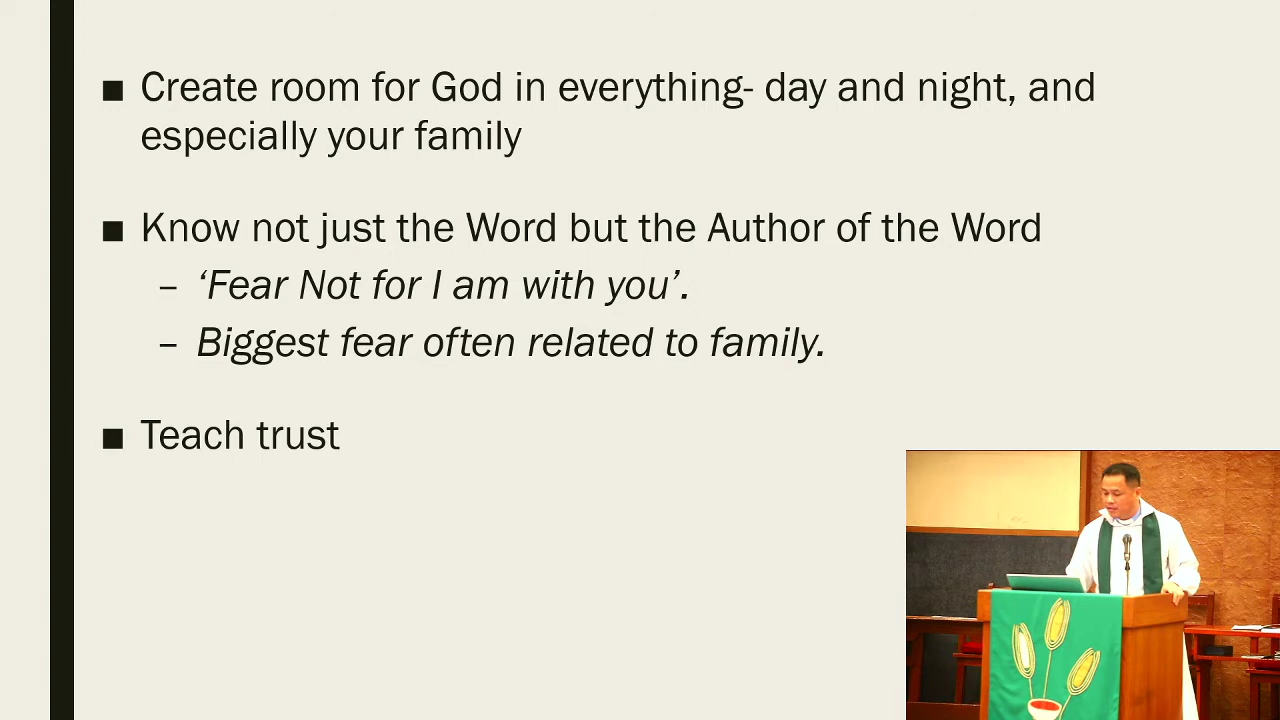 ■ Create room for God in everything- day and night, and
especially your family
■ Know not just the Word but the Author of the Word
– ‘Fear Not for I am with you’.
– Biggest fear often related to family.
■ Teach trust